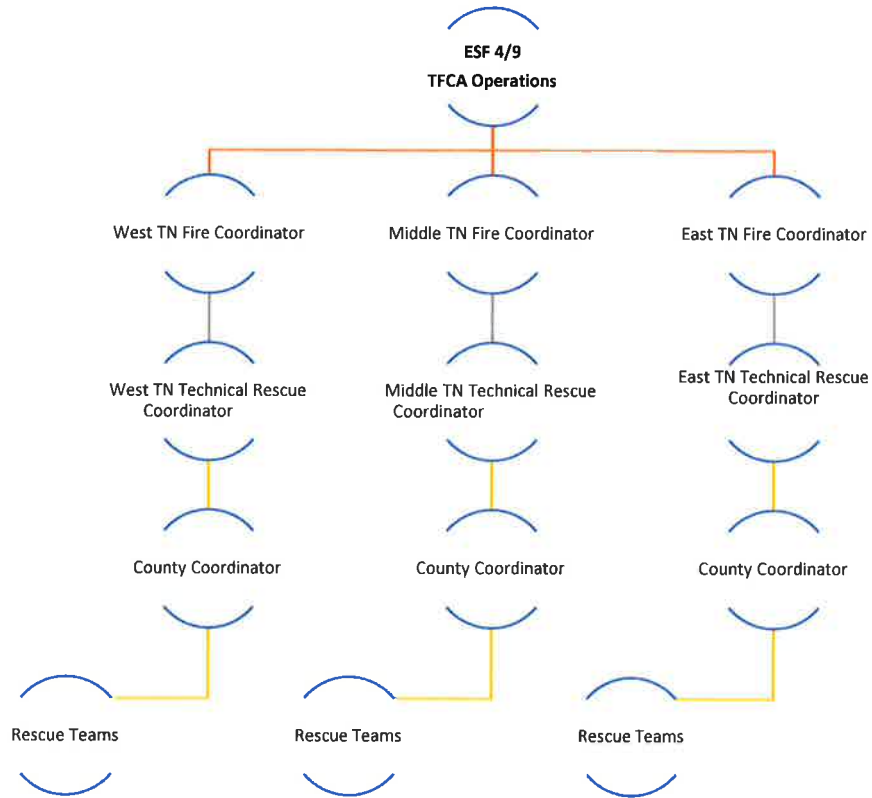 ESF 4/9
TFCA Operations
West TN Fire Coordinator
Middle TN Fire Coordinator
East TN Fire Coordinator
West TN Technical Rescue
Coordinator
Middle TN Technical Rescue
Coordinator
East TN Technical Rescue
Coordinator
County Coordinator
County Coordinator
County Coordinator
Rescue Teams
Rescue Teams
Rescue Teams